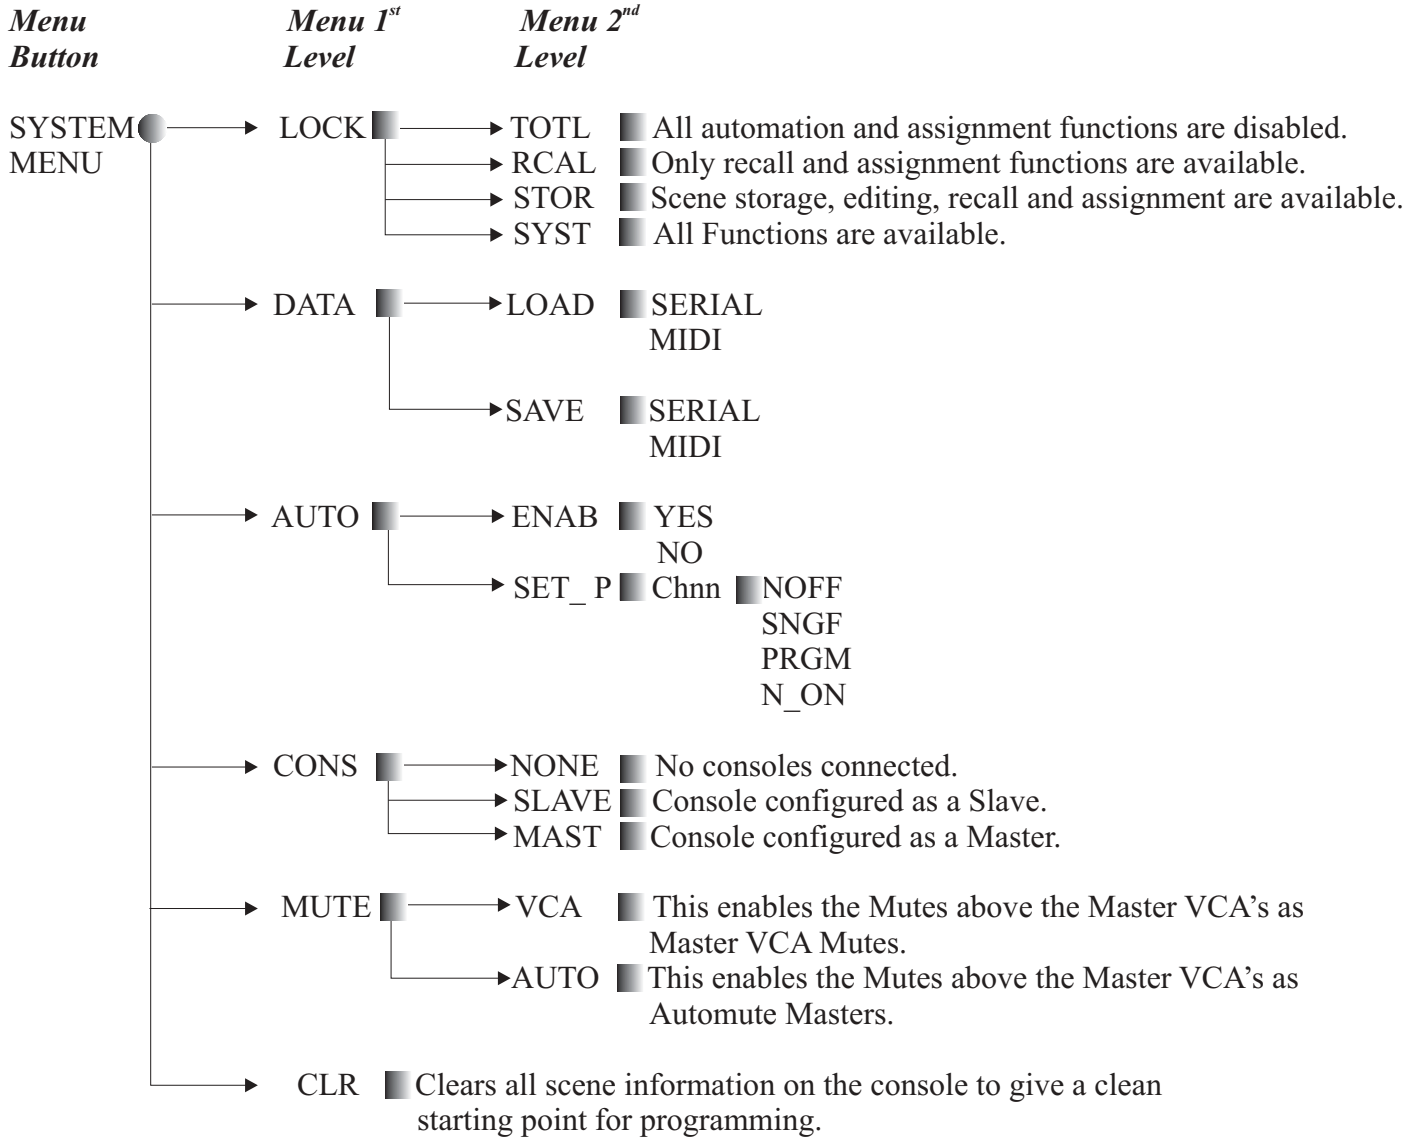 Menu Button
Menu 1st Level
Menu 2nd Level
SYSTEM MENU
LOCK
TOTL All automation and assignment functions are disabled.
RCAL Only recall and assignment functions are available.
STOR Scene storage, editing, recall and assignment are available.
SYST All Functions are available.
DATA
LOAD SERIAL
MIDI
SAVE SERIAL
MIDI
AUTO
ENAB YES
NO
SET_ P Chnn NOFF
SNGF
PRGM
N_ON
CONS
NONE No consoles connected.
SLAVE Console configured as a Slave.
MAST Console configured as a Master.
MUTE
VCA This enables the Mutes above the Master VCA's as
Master VCA Mutes.
AUTO This enables the Mutes above the Master VCA's as
Automute Masters.
CLR Clears all scene information on the console to give a clean
starting point for programming.